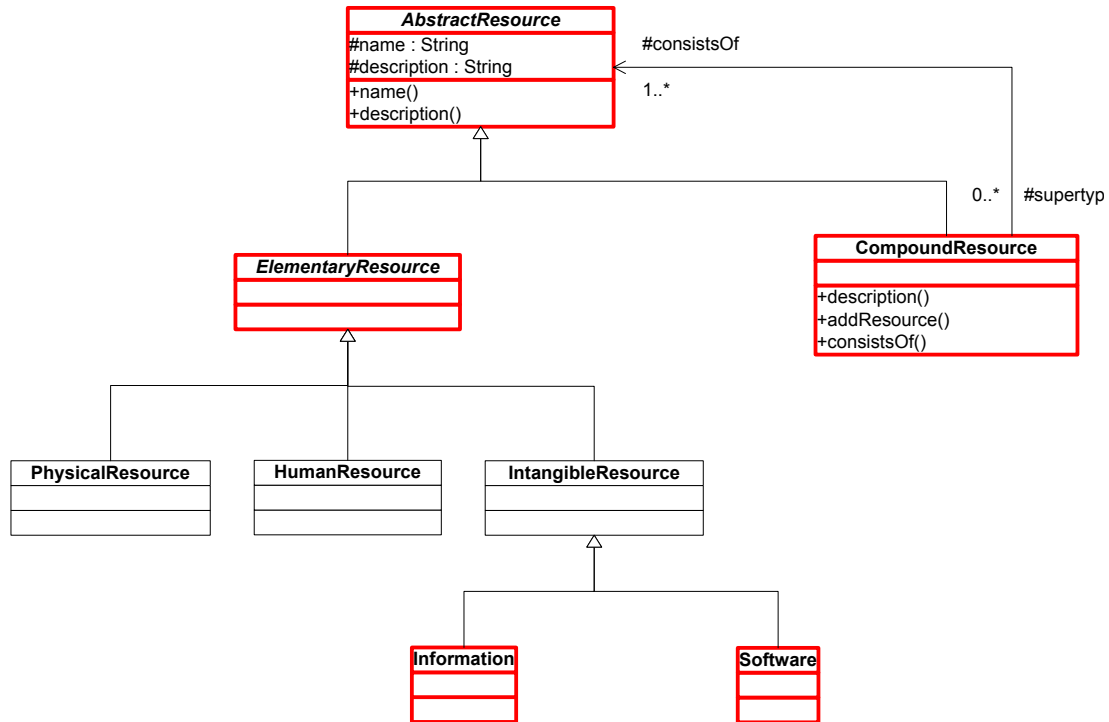 AbstractResource
#name : String
#description : String
+name()
+description()
#consistsOf
1..*
0..*
#supertyp
ElementaryResource
CompoundResource
+description()
+addResource()
+consistsOf()
PhysicalResource
HumanResource
IntangibleResource
Information
Software